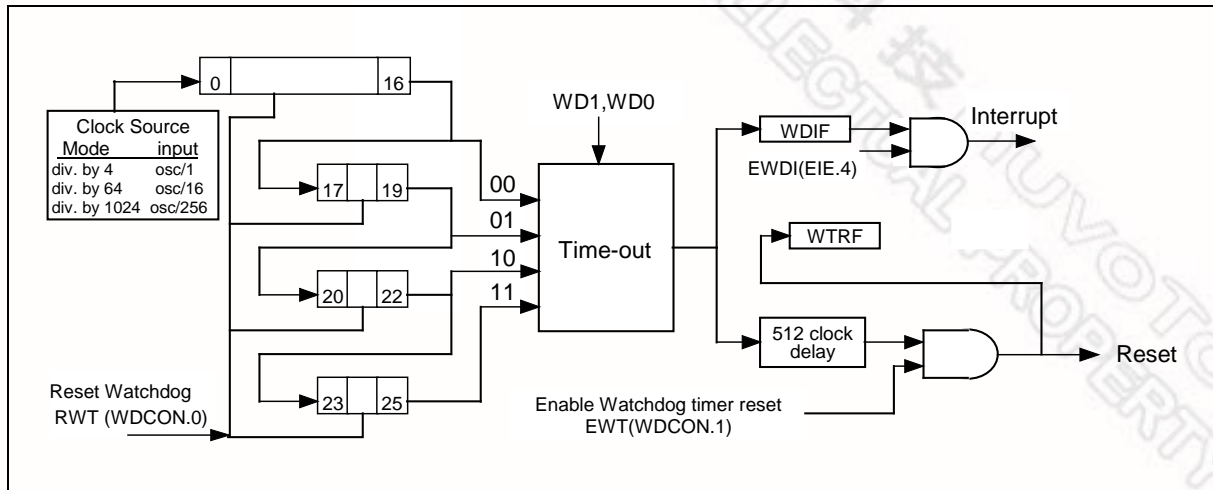 0 16
Clock Source
Mode input
div. by 4 osc/1
div. by 64 osc/16
div. by 1024 osc/256
17 19
20 22
23 25
Reset Watchdog
RWT (WDCON.0)
WD1,WD0
00
01
10
11
Time-out
WDIF
EWDI(EIE.4)
Interrupt
WTRF
512 clock
delay
Enable Watchdog timer reset
EWT(WDCON.1)
Reset
技
NUVOTO
PROPERTY